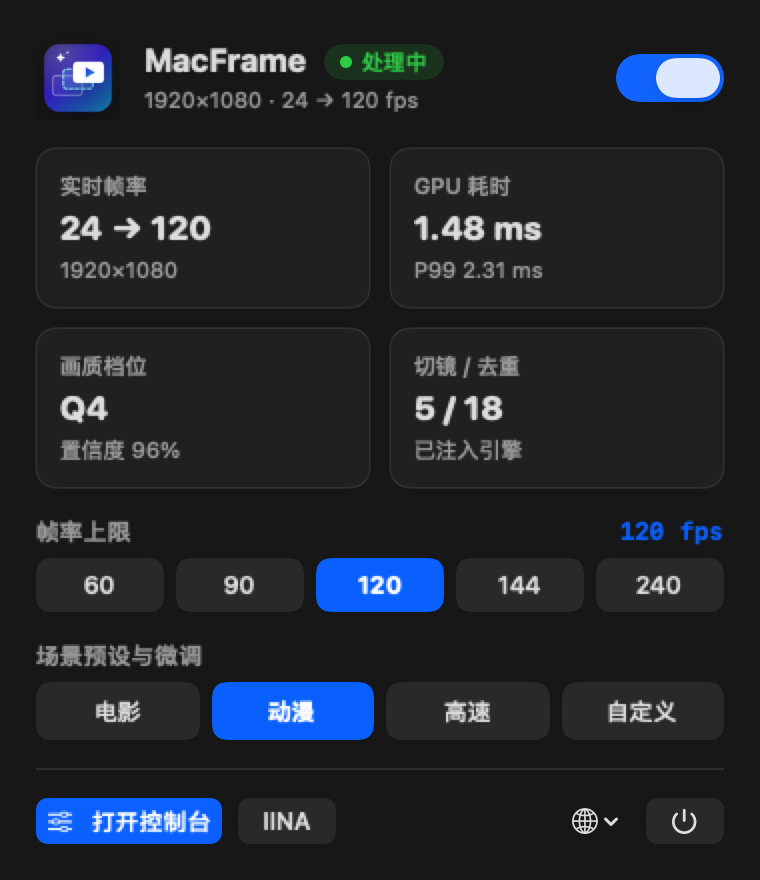 MacFrame 处理中
1920×1080 · 24 → 120 fps
实时帧率
24 → 120
1920×1080
GPU 耗时
1.48 ms
P99 2.31 ms
画质档位
Q4
置信度 96%
切镜 / 去重
5 / 18
已注入引擎
帧率上限 120 fps
60 90 120 144 240
场景预设与微调
电影 动漫 高速 自定义
打开控制台 IINA